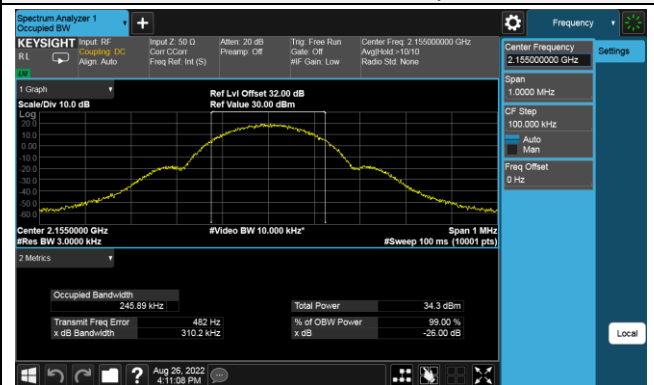 Spectrum Analyzer 1
Occupied BW
Frequency
KEYSIGHT
RL
Input: RF
Coupling: DC
Align: Auto
Input Z: 50 Ω
Corr CCorr
Freq Ref: Int (S)
Atten: 20 dB
Preamp: Off
Trig: Free Run
Gate: Off
#IF Gain: Low
Center Freq: 2.155000000 GHz
Avg|Hold:>10/10
Radio Std: None
1 Graph
Scale/Div 10.0 dB
Ref Lvl Offset 32.00 dB
Ref Value 30.00 dBm
Log
20.0
10.0
0.00
-10.0
-20.0
-30.0
-40.0
-50.0
-60.0
Center 2.1550000 GHz
#Res BW 3.0000 kHz
#Video BW 10.000 kHz*
Span 1 MHz
#Sweep 100 ms (10001 pts)
2 Metrics
Occupied Bandwidth
245.89 kHz
Total Power 34.3 dBm
Transmit Freq Error 482 Hz
% of OBW Power 99.00 %
x dB Bandwidth 310.2 kHz
x dB -26.00 dB
Aug 26, 2022
4:11:08 PM
Center Frequency
2.155000000 GHz
Settings
Span
1.0000 MHz
CF Step
100.000 kHz
Auto
Man
Freq Offset
0 Hz
Local